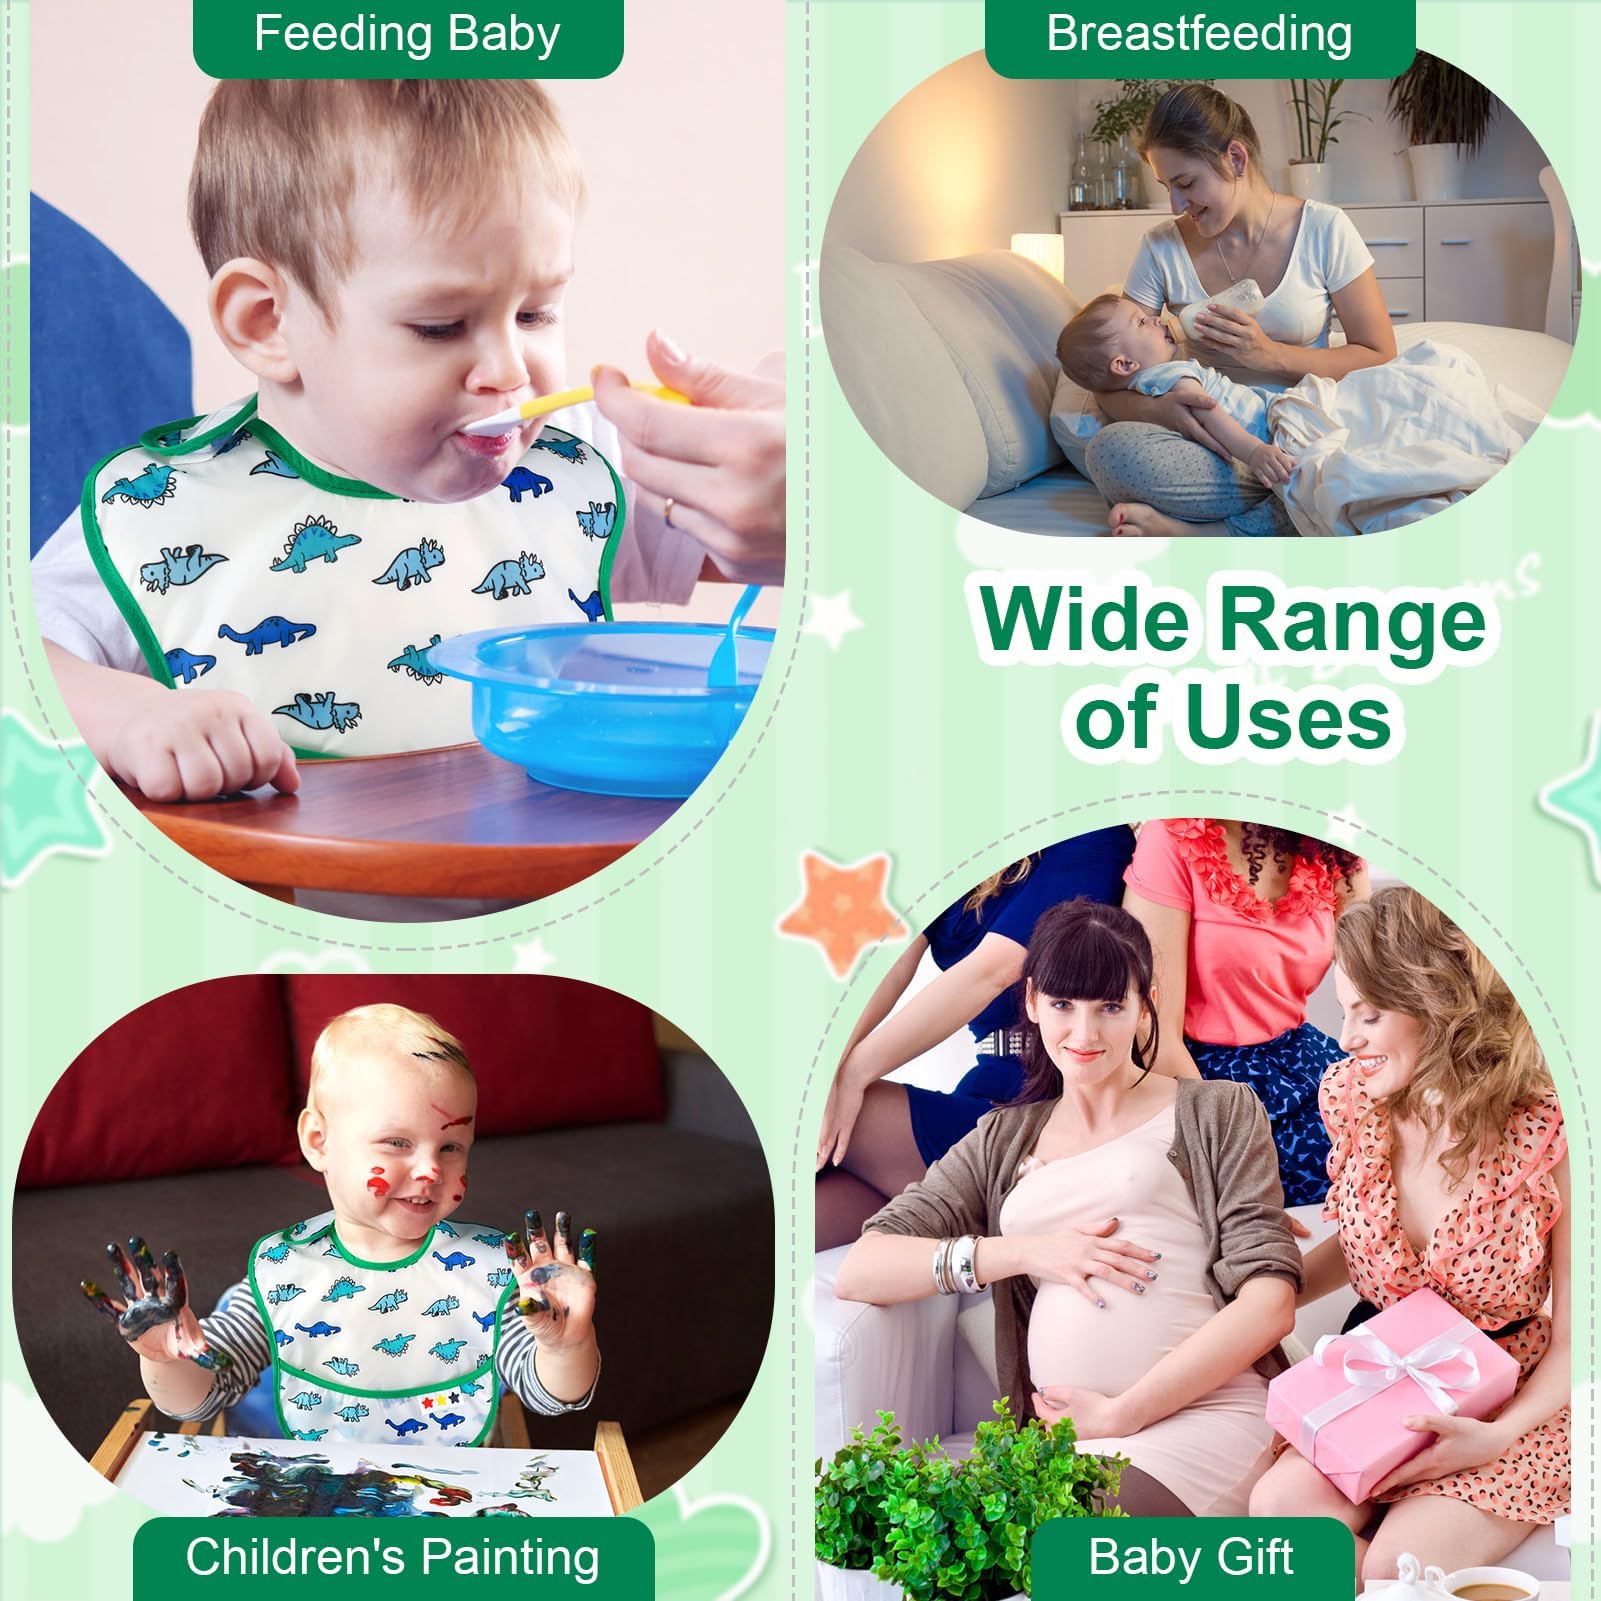 Feeding Baby
Breastfeeding
Wide Range
of Uses
Children's Painting
Baby Gift